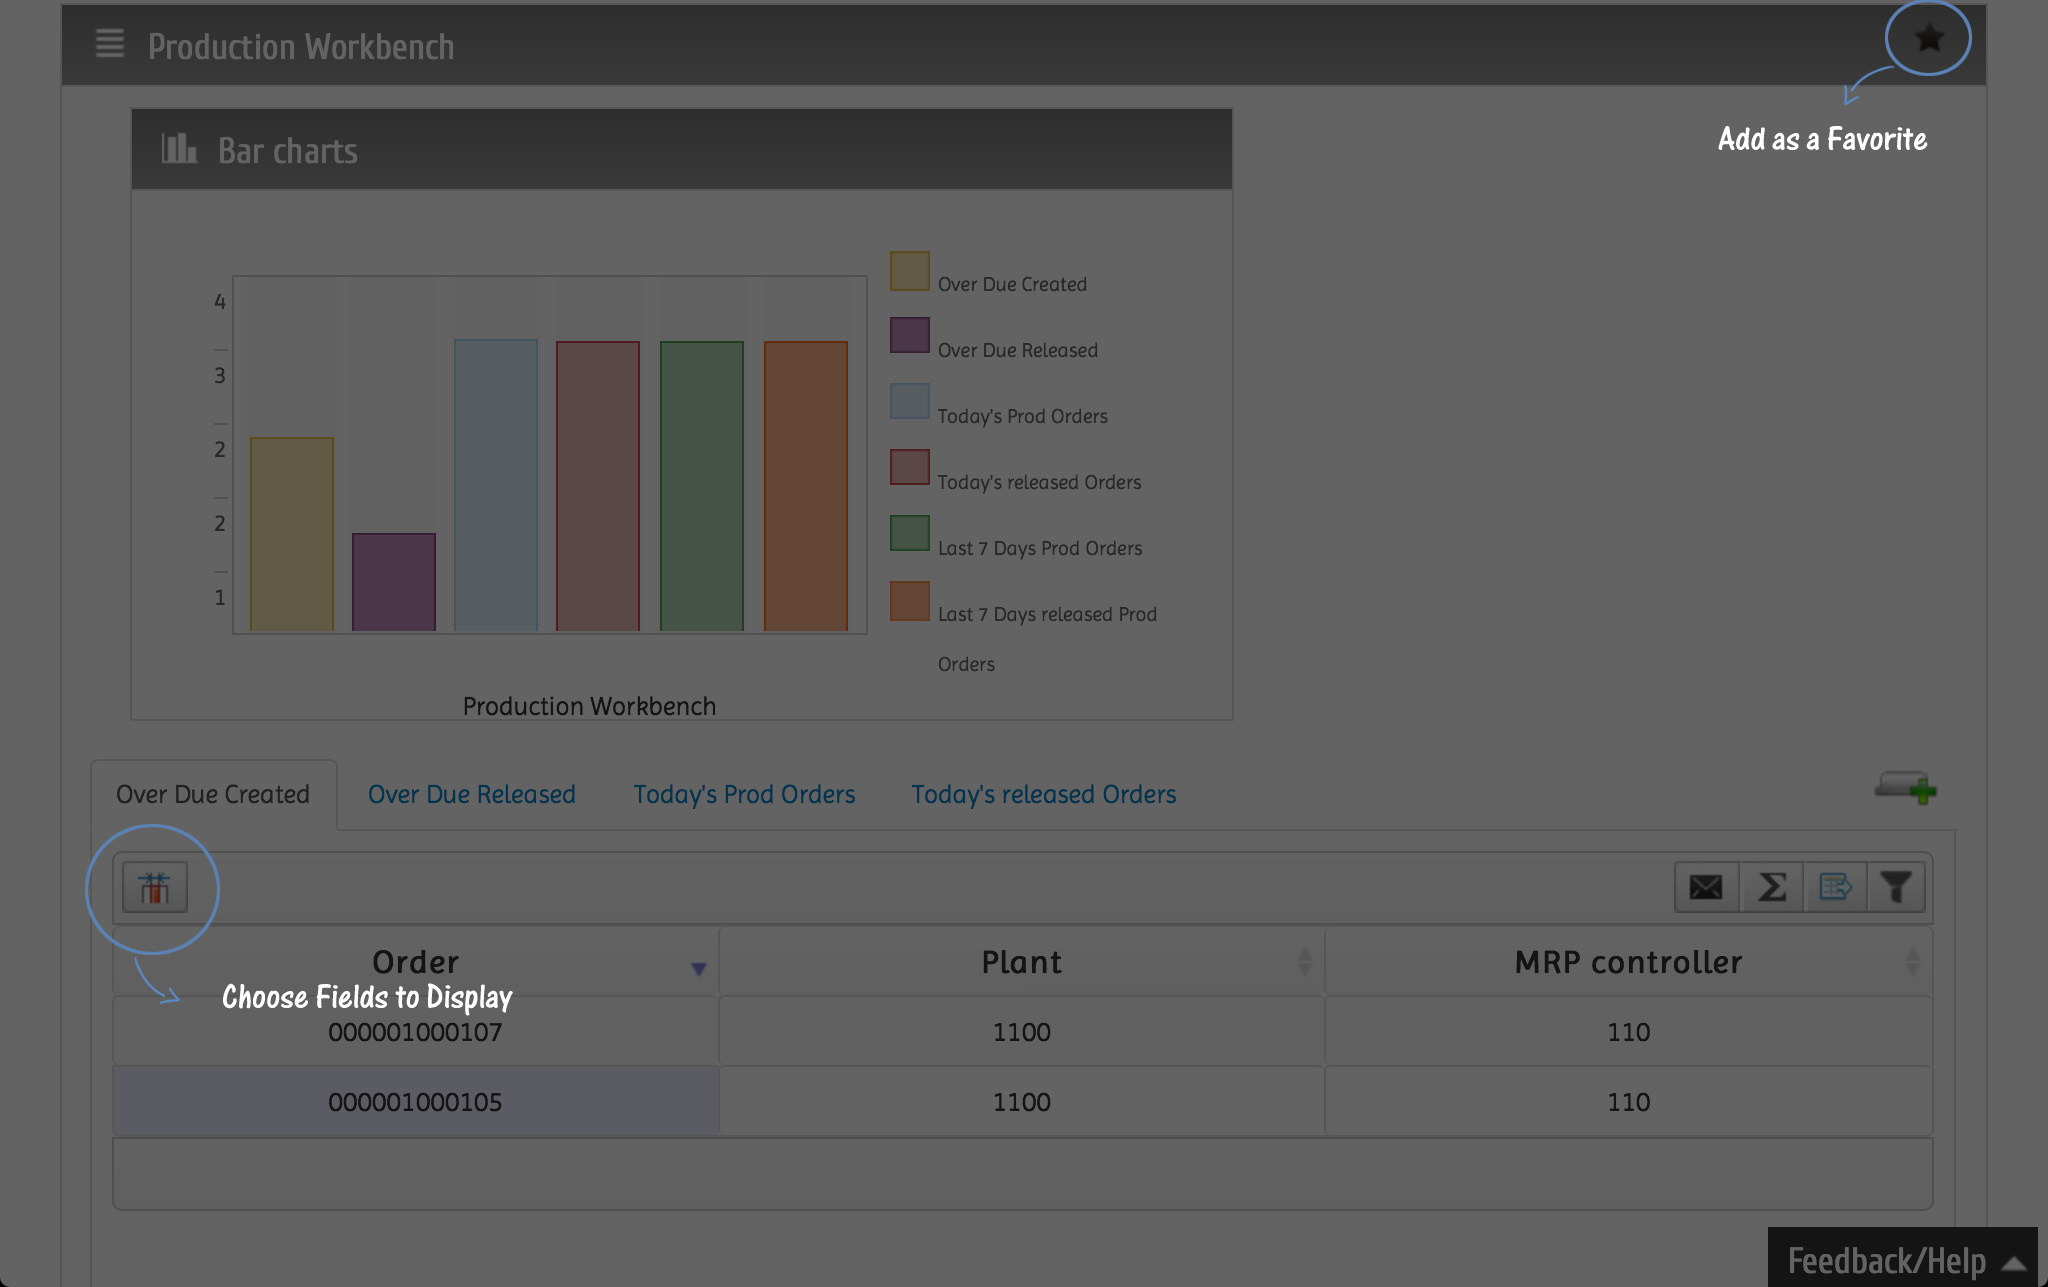 Production Workbench
Add as a Favorite
Bar charts
4
3
2
2
1
Over Due Created
Over Due Released
Today's Prod Orders
Today's released Orders
Last 7 Days Prod Orders
Last 7 Days released Prod
Orders
Production Workbench
Over Due Created Over Due Released Today's Prod Orders Today's released Orders
Order Plant MRP controller
Choose Fields to Display
000001000107 1100 110
000001000105 1100 110
Feedback/Help